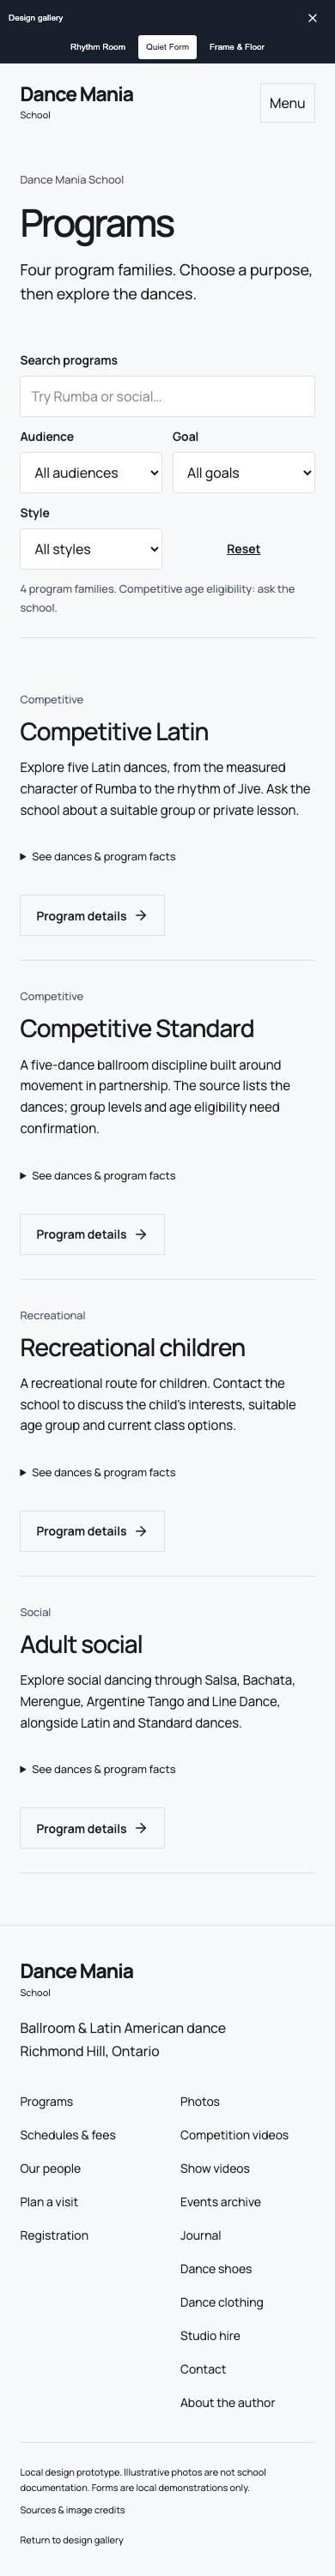 Design gallery
×
Rhythm Room Quiet Form Frame & Floor
Dance Mania
School
Menu
Dance Mania School
Programs
Four program families. Choose a purpose,
then explore the dances.
Search programs
Try Rumba or social...
Audience Goal
All audiences All goals
Style
All styles Reset
4 program families. Competitive age eligibility: ask the
school.
Competitive
Competitive Latin
Explore five Latin dances, from the measured
character of Rumba to the rhythm of Jive. Ask the
school about a suitable group or private lesson.
See dances & program facts
Program details →
Competitive
Competitive Standard
A five-dance ballroom discipline built around
movement in partnership. The source lists the
dances; group levels and age eligibility need
confirmation.
See dances & program facts
Program details →
Recreational
Recreational children
A recreational route for children. Contact the
school to discuss the child's interests, suitable
age group and current class options.
See dances & program facts
Program details →
Social
Adult social
Explore social dancing through Salsa, Bachata,
Merengue, Argentine Tango and Line Dance,
alongside Latin and Standard dances.
See dances & program facts
Program details →
Dance Mania
School
Ballroom & Latin American dance
Richmond Hill, Ontario
Programs
Schedules & fees
Our people
Plan a visit
Registration
Photos
Competition videos
Show videos
Events archive
Journal
Dance shoes
Dance clothing
Studio hire
Contact
About the author
Local design prototype. Illustrative photos are not school
documentation. Forms are local demonstrations only.
Sources & image credits
Return to design gallery